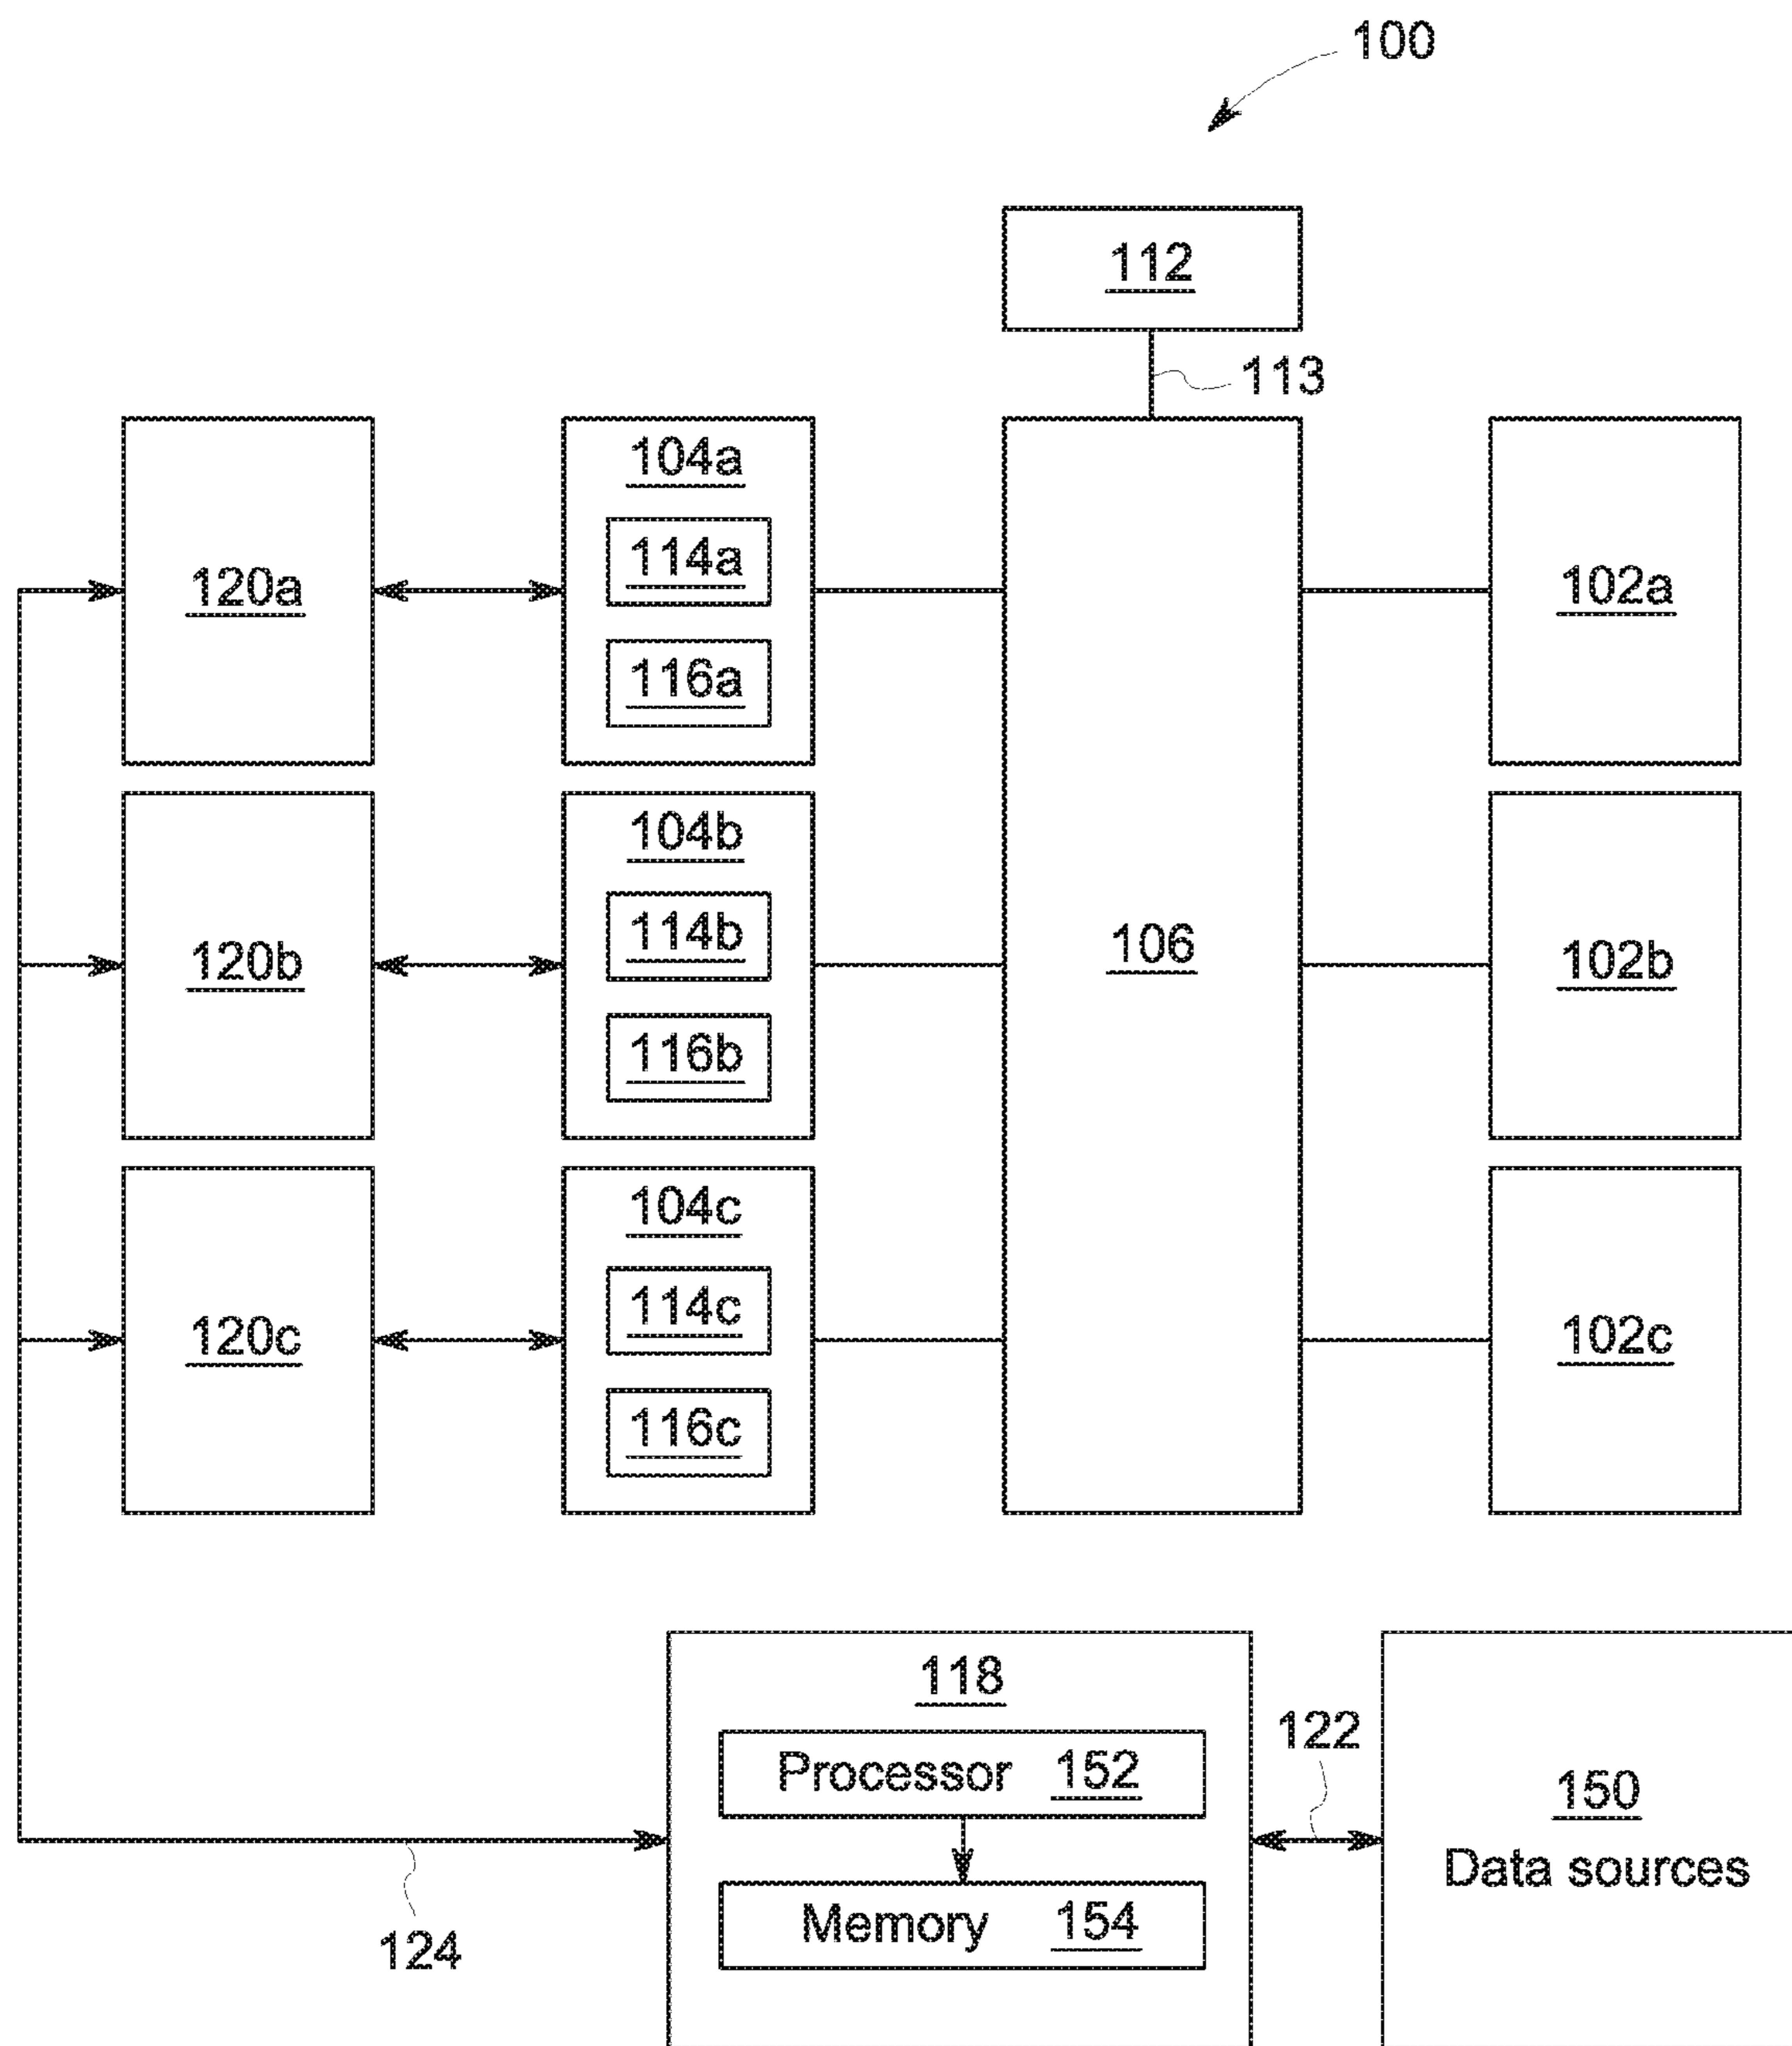 100
112
113
104a
114a
120a
102a
116a
104b
114b
120b
106
102b
116b
104c
114c
120c
102c
116c
118
122
Processor 152
150
Data sources
Memory 154
124